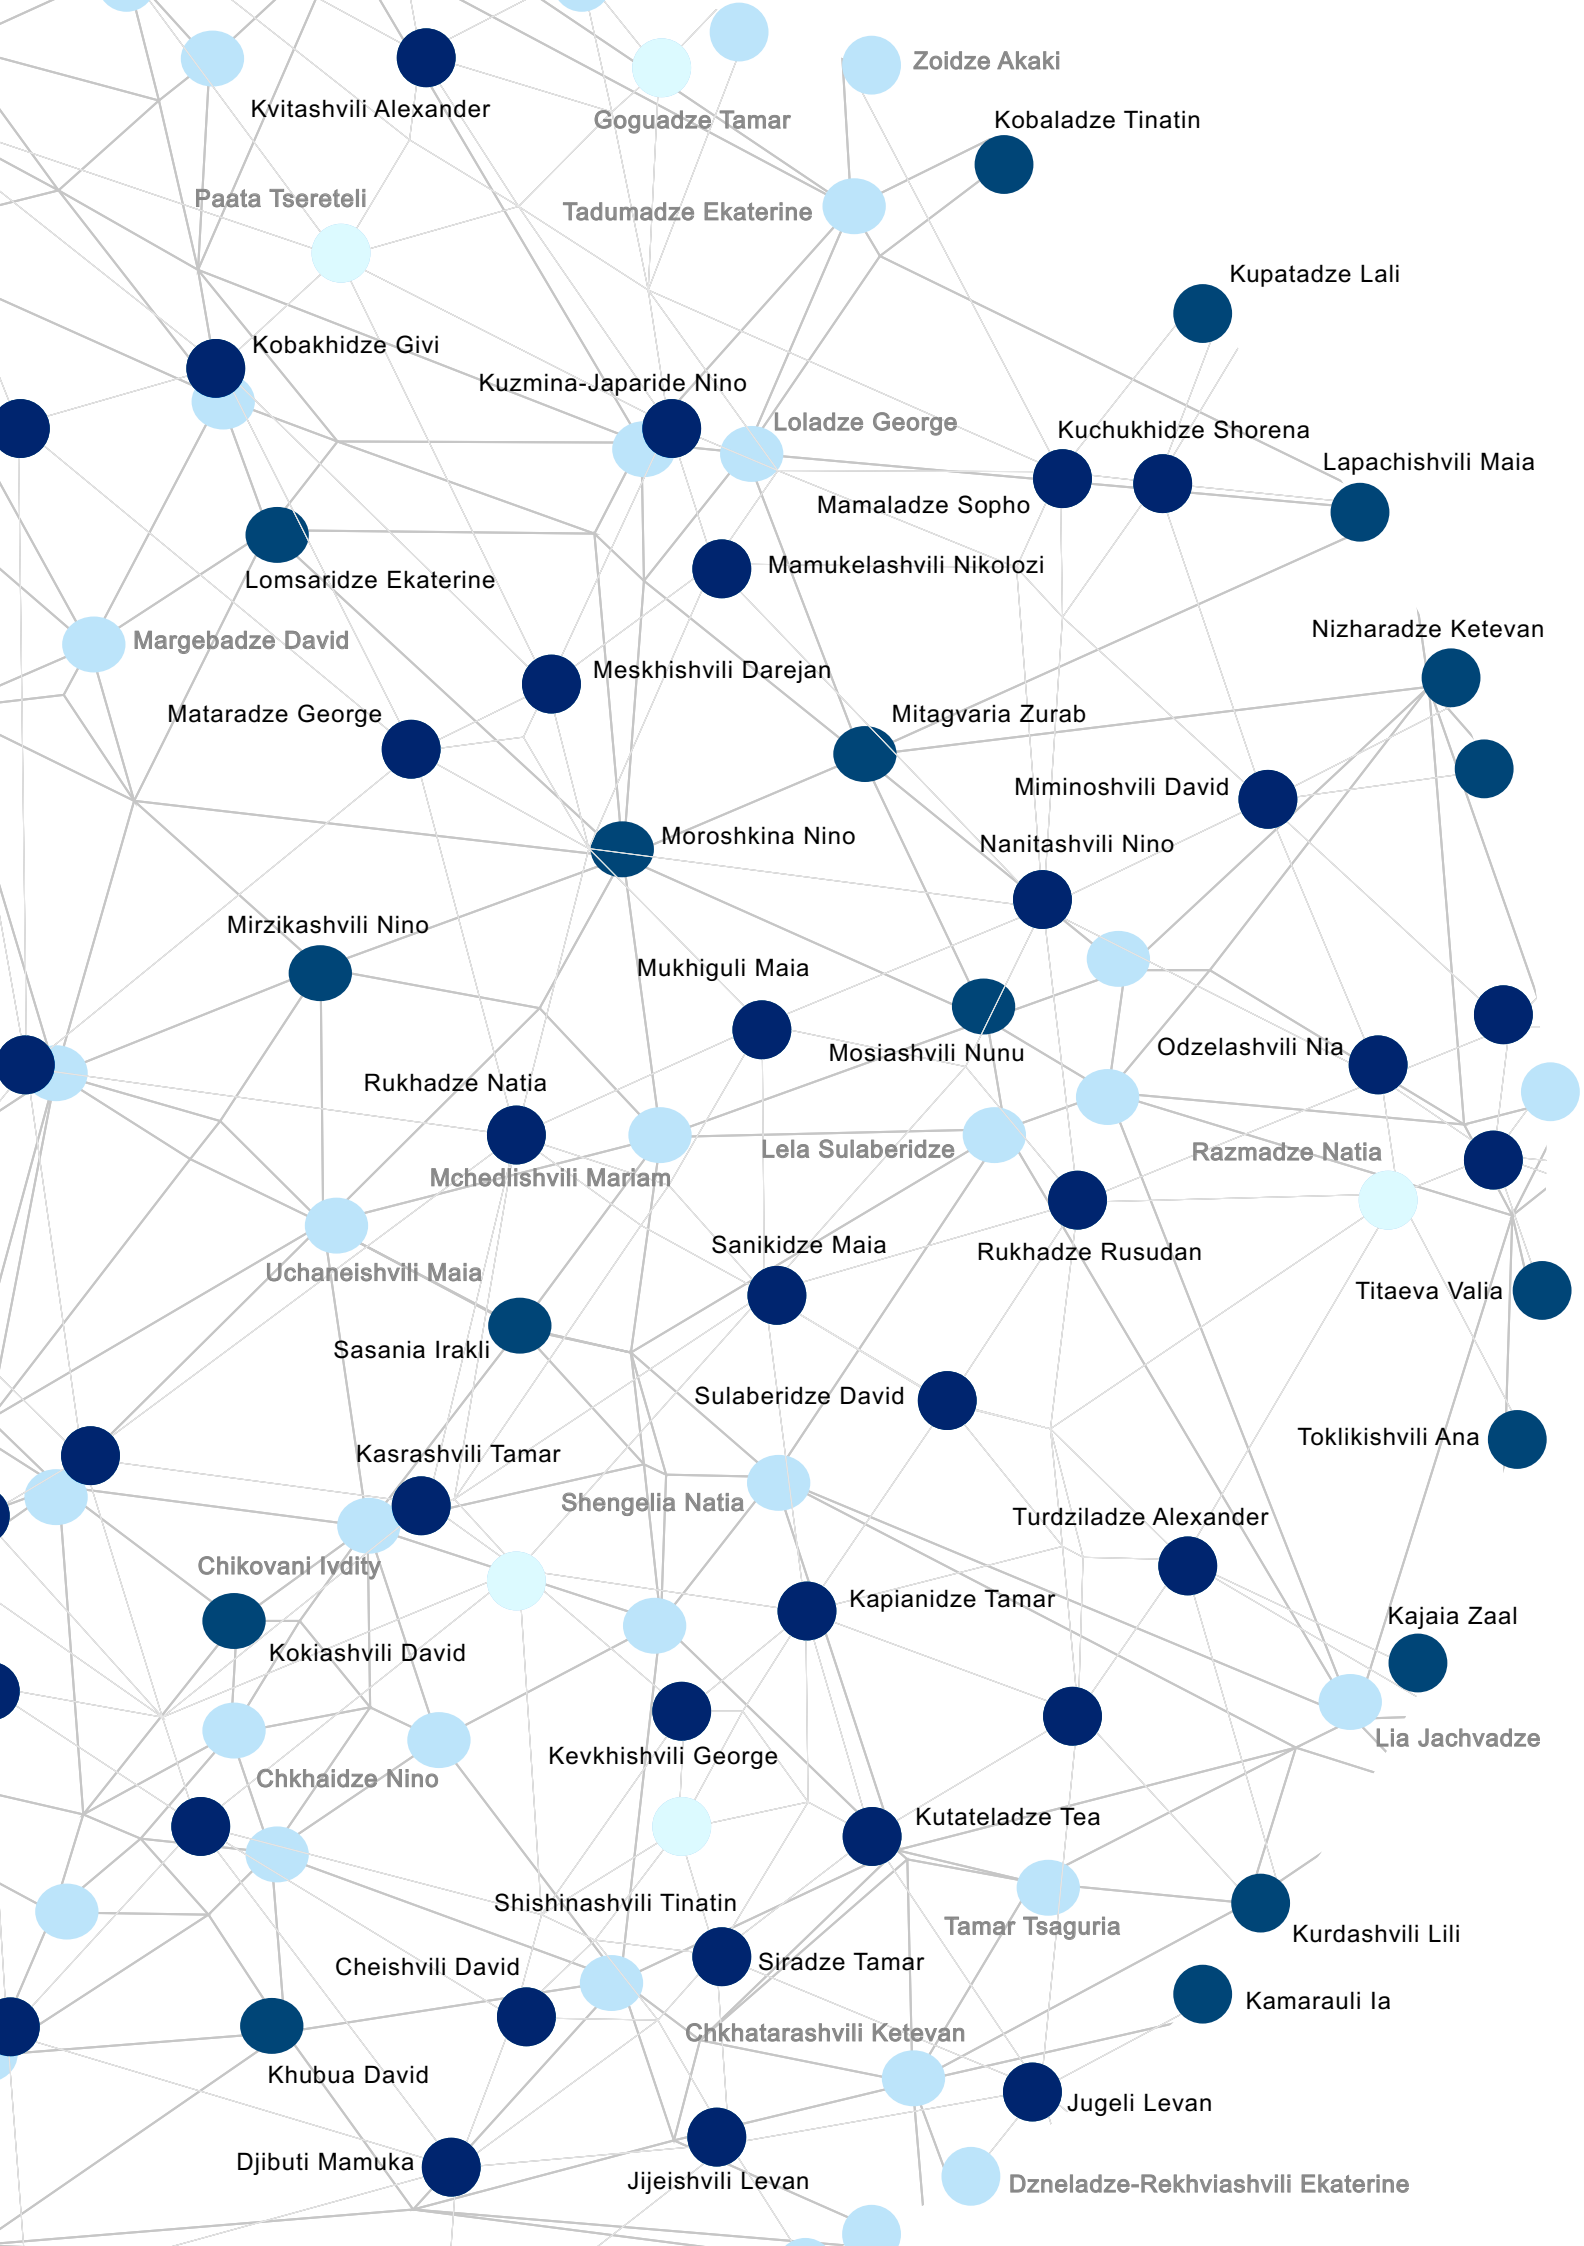 Zoidze Akaki
Kvitashvili Alexander
Goguadze Tamar
Kobaladze Tinatin
Paata Tsereteli
Tadumadze Ekaterine
Kupatadze Lali
Kobakhidze Givi
Kuzmina-Japaride Nino
Loladze George
Kuchukhidze Shorena
Lapachishvili Maia
Mamaladze Sopho
Mamukelashvili Nikolozi
Lomsaridze Ekaterine
Nizharadze Ketevan
Margebadze David
Meskhishvili Darejan
Mataradze George
Mitagvaria Zurab
Miminoshvili David
Moroshkina Nino
Nanitashvili Nino
Mirzikashvili Nino
Mukhiguli Maia
Odzelashvili Nia
Mosiashvili Nunu
Rukhadze Natia
Lela Sulaberidze
Razmadze Natia
Mchedlishvili Mariam
Sanikidze Maia
Rukhadze Rusudan
Uchaneishvili Maia
Titaeva Valia
Sasania Irakli
Sulaberidze David
Toklikishvili Ana
Kasrashvili Tamar
Shengelia Natia
Turdziladze Alexander
Chikovani Ivdity
Kapianidze Tamar
Kajaia Zaal
Kokiashvili David
Lia Jachvadze
Kevkhishvili George
Chkhaidze Nino
Kutateladze Tea
Shishinashvili Tinatin
Tamar Tsaguria
Kurdashvili Lili
Siradze Tamar
Cheishvili David
Kamarauli Ia
Chkhatarashvili Ketevan
Khubua David
Jugeli Levan
Djibuti Mamuka
Jijeishvili Levan
Dzneladze-Rekhviashvili Ekaterine